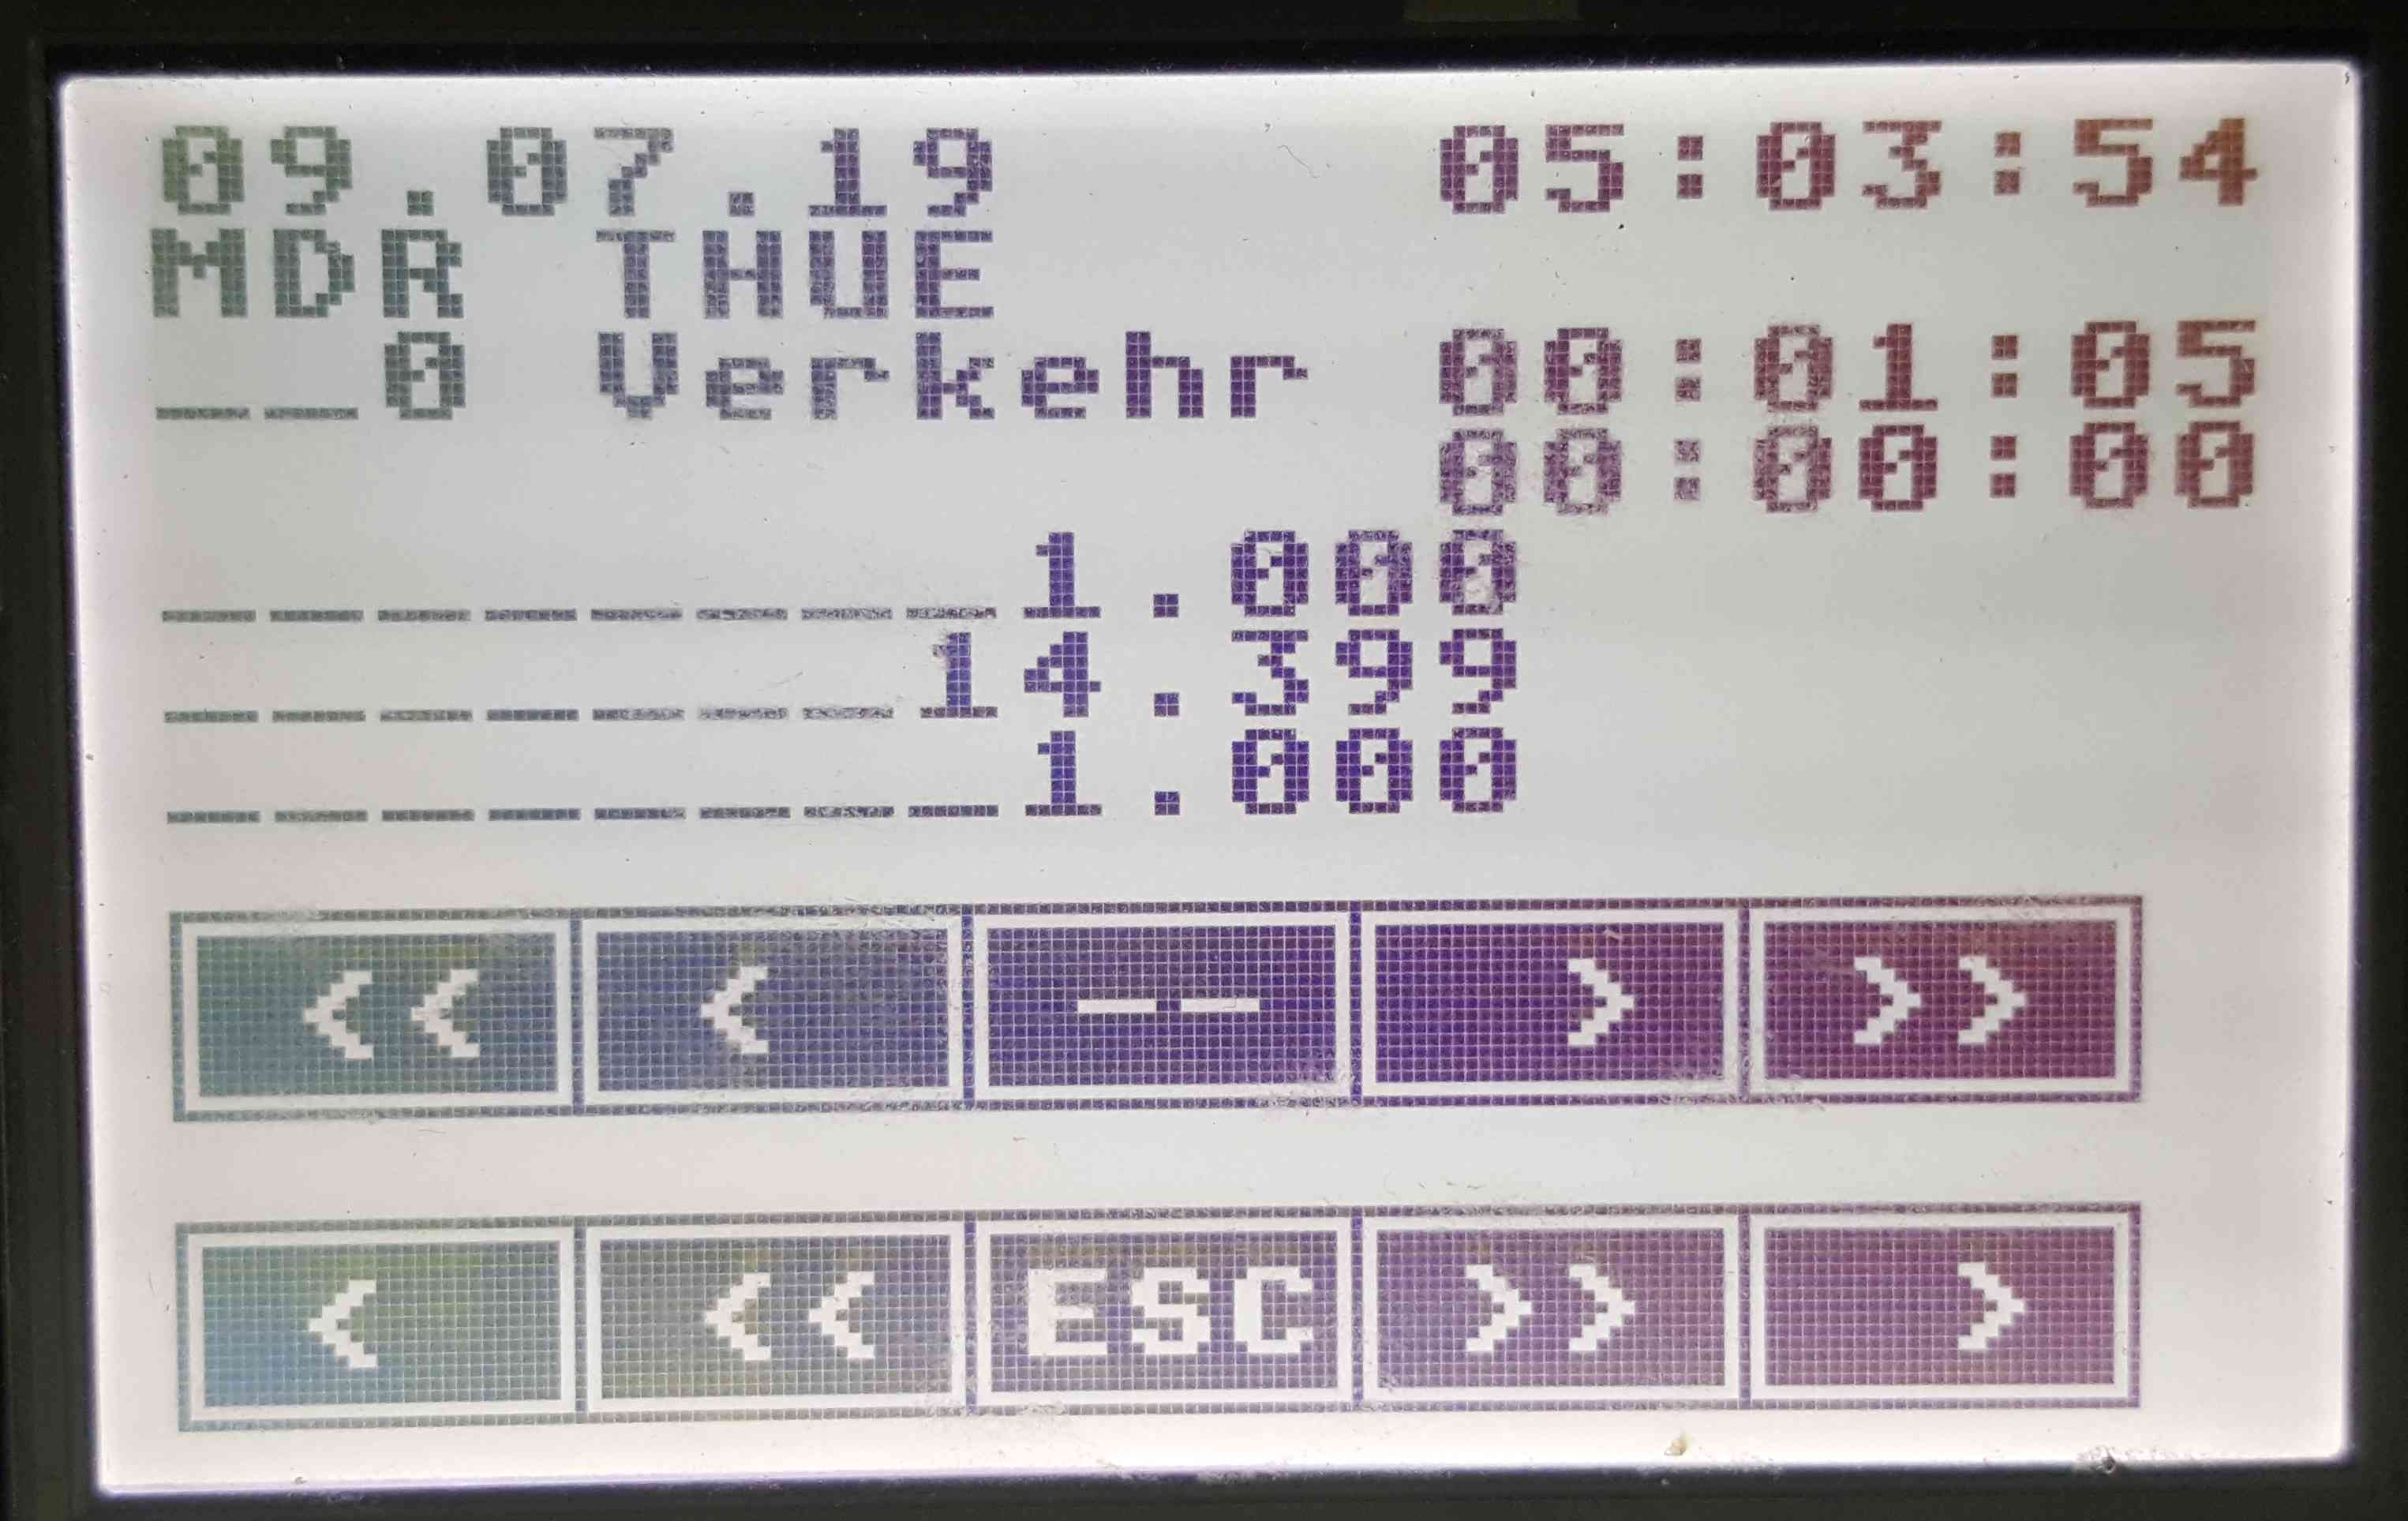 09.07.19 05:03:54
MDR THUE
__0 Verkehr 00:01:05
00:00:00
________1.000
_______14.399
________1.000
<< < -- > >>
< << ESC >> >